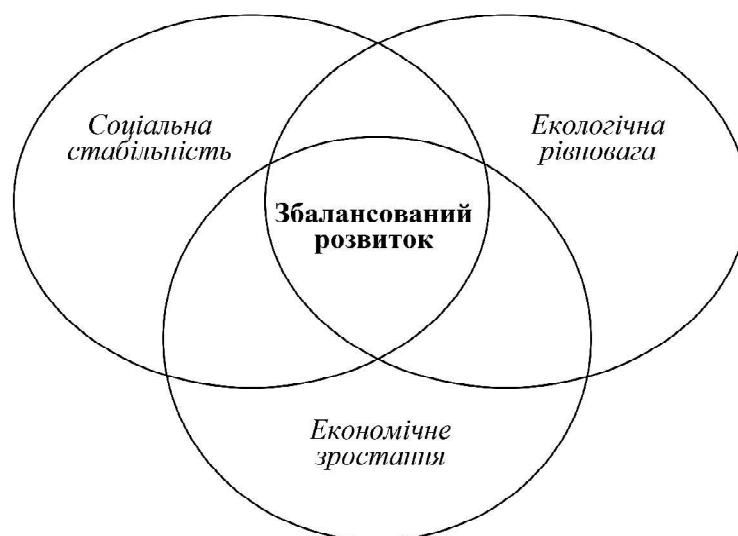 Соціальна
стабільність
Екологічна
рівновага
Збалансований
розвиток
Економічне
зростання